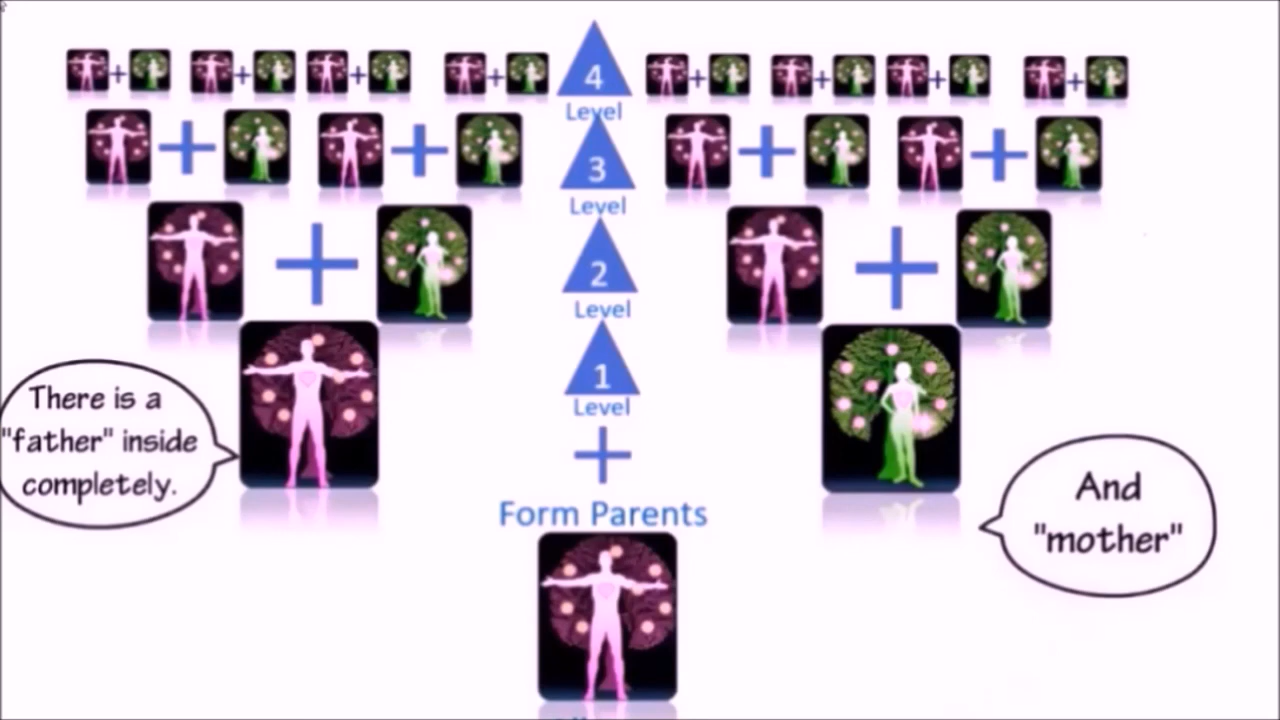 4
Level
3
Level
2
Level
1
Level
There is a
"father" inside
completely.
And
"mother"
Form Parents